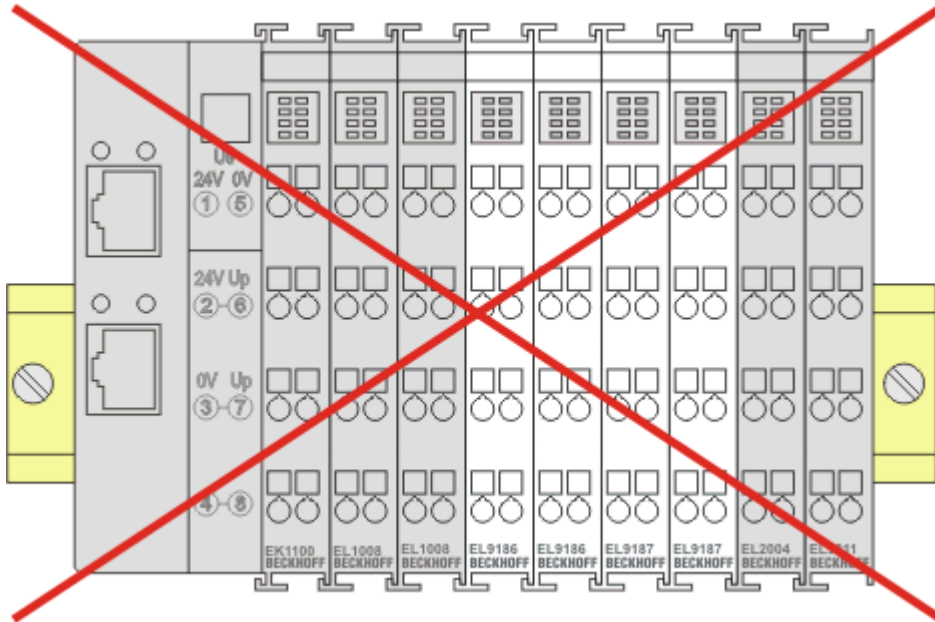 Us
24V 0V
1 5
24V Up
2 6
0V Up
3 7
4 8
EK1100 EL1008 EL1008 EL9186 EL9186 EL9187 EL9187 EL2004
BECKHOFF BECKHOFF BECKHOFF BECKHOFF BECKHOFF BECKHOFF BECKHOFF BECKHOFF BECKHOFF